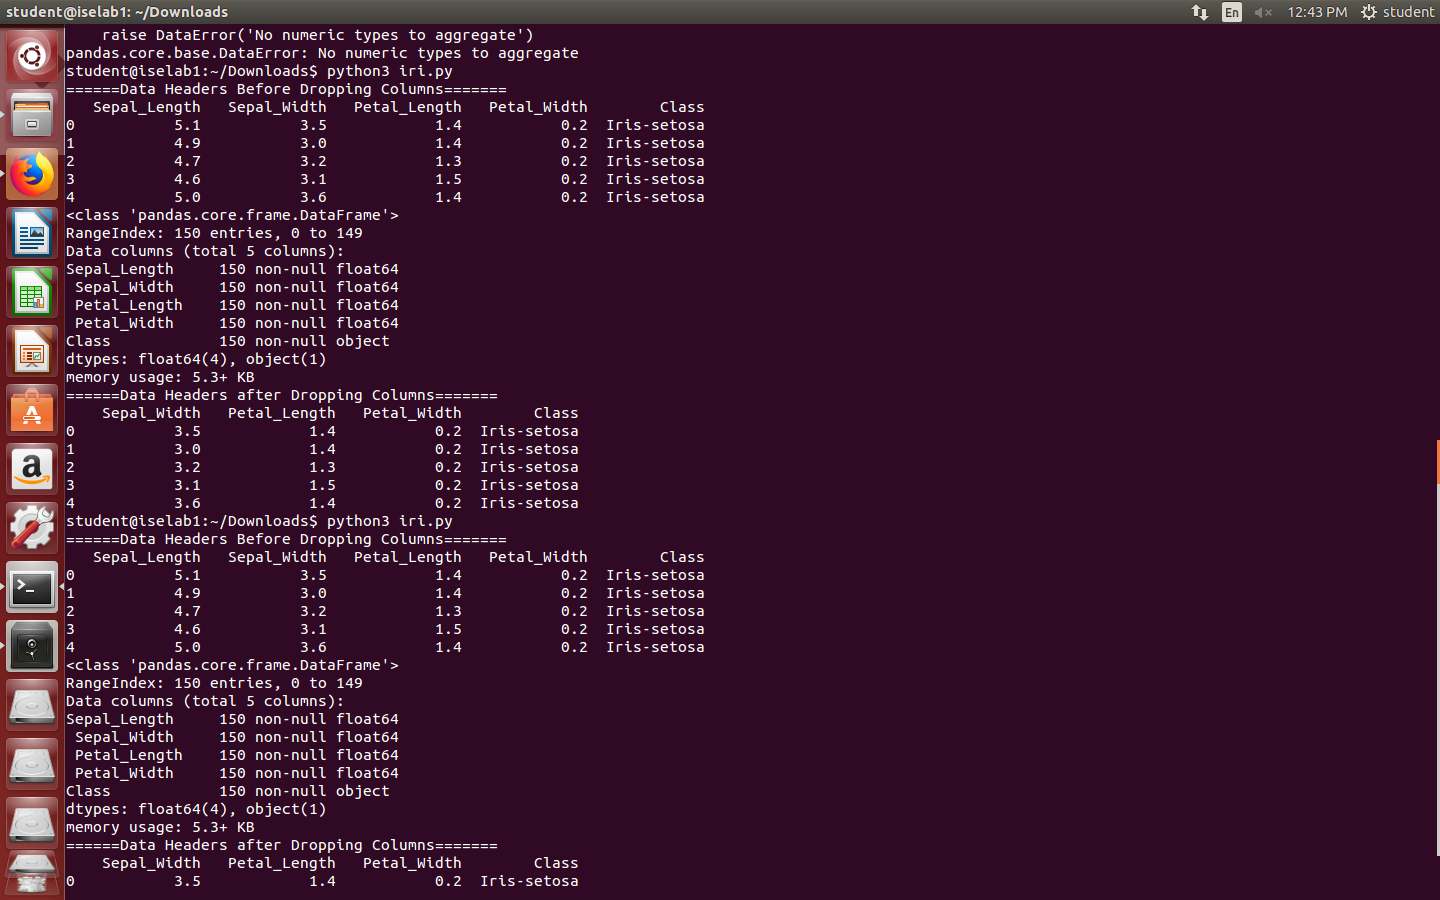 student@iselab1: ~/Downloads
En
12:43 PM
student
    raise DataError('No numeric types to aggregate')
pandas.core.base.DataError: No numeric types to aggregate
student@iselab1:~/Downloads$ python3 iri.py
======Data Headers Before Dropping Columns=======
   Sepal_Length   Sepal_Width   Petal_Length   Petal_Width        Class
0           5.1           3.5            1.4           0.2  Iris-setosa
1           4.9           3.0            1.4           0.2  Iris-setosa
2           4.7           3.2            1.3           0.2  Iris-setosa
3           4.6           3.1            1.5           0.2  Iris-setosa
4           5.0           3.6            1.4           0.2  Iris-setosa
<class 'pandas.core.frame.DataFrame'>
RangeIndex: 150 entries, 0 to 149
Data columns (total 5 columns):
Sepal_Length     150 non-null float64
 Sepal_Width     150 non-null float64
 Petal_Length    150 non-null float64
 Petal_Width     150 non-null float64
Class            150 non-null object
dtypes: float64(4), object(1)
memory usage: 5.3+ KB
======Data Headers after Dropping Columns=======
    Sepal_Width   Petal_Length   Petal_Width        Class
0           3.5            1.4           0.2  Iris-setosa
1           3.0            1.4           0.2  Iris-setosa
2           3.2            1.3           0.2  Iris-setosa
3           3.1            1.5           0.2  Iris-setosa
4           3.6            1.4           0.2  Iris-setosa
student@iselab1:~/Downloads$ python3 iri.py
======Data Headers Before Dropping Columns=======
   Sepal_Length   Sepal_Width   Petal_Length   Petal_Width        Class
0           5.1           3.5            1.4           0.2  Iris-setosa
1           4.9           3.0            1.4           0.2  Iris-setosa
2           4.7           3.2            1.3           0.2  Iris-setosa
3           4.6           3.1            1.5           0.2  Iris-setosa
4           5.0           3.6            1.4           0.2  Iris-setosa
<class 'pandas.core.frame.DataFrame'>
RangeIndex: 150 entries, 0 to 149
Data columns (total 5 columns):
Sepal_Length     150 non-null float64
 Sepal_Width     150 non-null float64
 Petal_Length    150 non-null float64
 Petal_Width     150 non-null float64
Class            150 non-null object
dtypes: float64(4), object(1)
memory usage: 5.3+ KB
======Data Headers after Dropping Columns=======
    Sepal_Width   Petal_Length   Petal_Width        Class
0           3.5            1.4           0.2  Iris-setosa